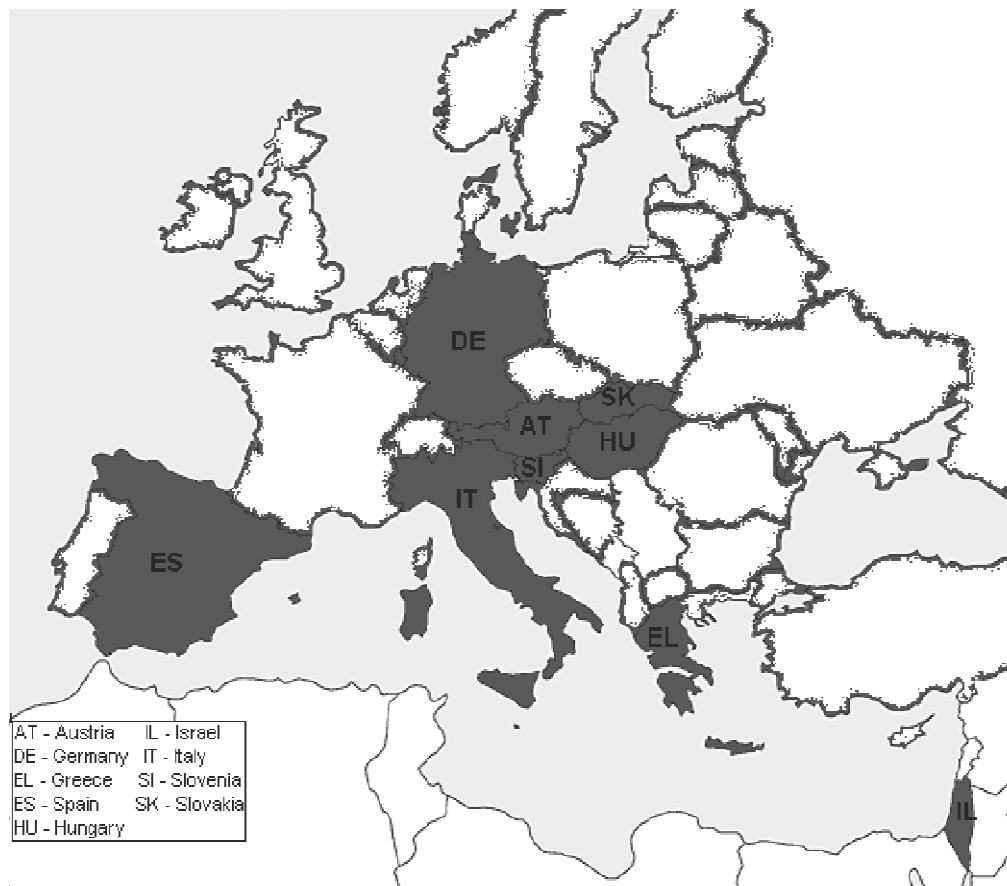 DE
SK
AT
HU
SI
IT
ES
EL
IL
AT - Austria IL - Israel
DE - Germany IT - Italy
EL - Greece SI - Slovenia
ES - Spain SK - Slovakia
HU - Hungary